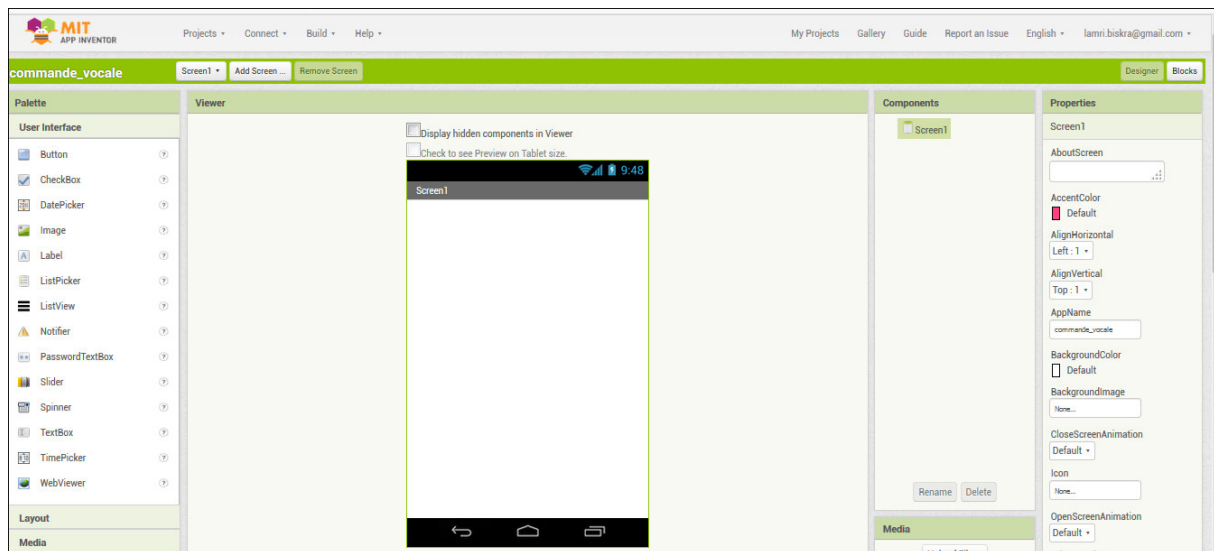 MIT
APP INVENTOR
Projects Connect Build Help
My Projects Gallery Guide Report an Issue English lamri.biskra@gmail.com
commande_vocale
Screen1 Add Screen ... Remove Screen
Designer Blocks
Palette
User Interface
Button
CheckBox
DatePicker
Image
Label
ListPicker
ListView
Notifier
PasswordTextBox
Slider
Spinner
TextBox
TimePicker
WebViewer
Layout
Media
Viewer
Display hidden components in Viewer
Check to see Preview on Tablet size.
9:48
Screen1
Components
Screen1
Rename Delete
Media
Properties
Screen1
AboutScreen
AccentColor
Default
AlignHorizontal
Left : 1
AlignVertical
Top : 1
AppName
commande_vocale
BackgroundColor
Default
BackgroundImage
None...
CloseScreenAnimation
Default
Icon
None...
OpenScreenAnimation
Default